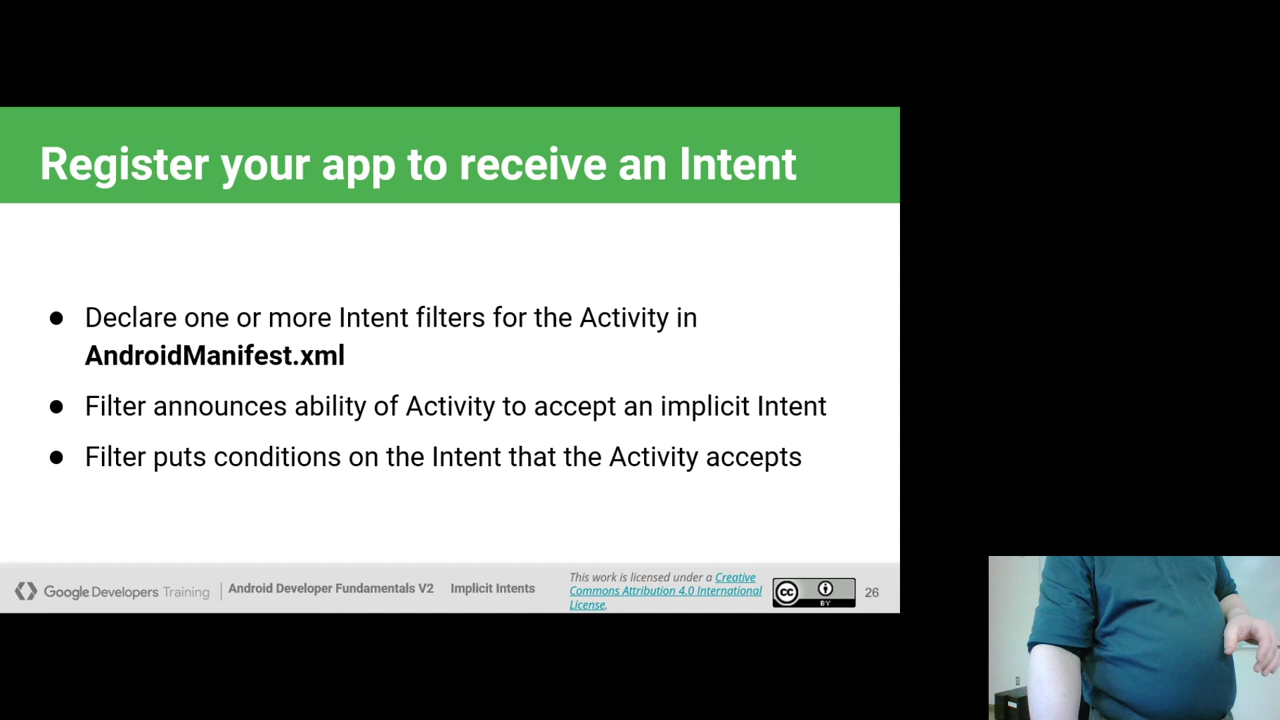 Register your app to receive an Intent
● Declare one or more Intent filters for the Activity in
AndroidManifest.xml
● Filter announces ability of Activity to accept an implicit Intent
● Filter puts conditions on the Intent that the Activity accepts
Google Developers Training
Android Developer Fundamentals V2
Implicit Intents
This work is licensed under a Creative
Commons Attribution 4.0 International
License.
cc
BY
26